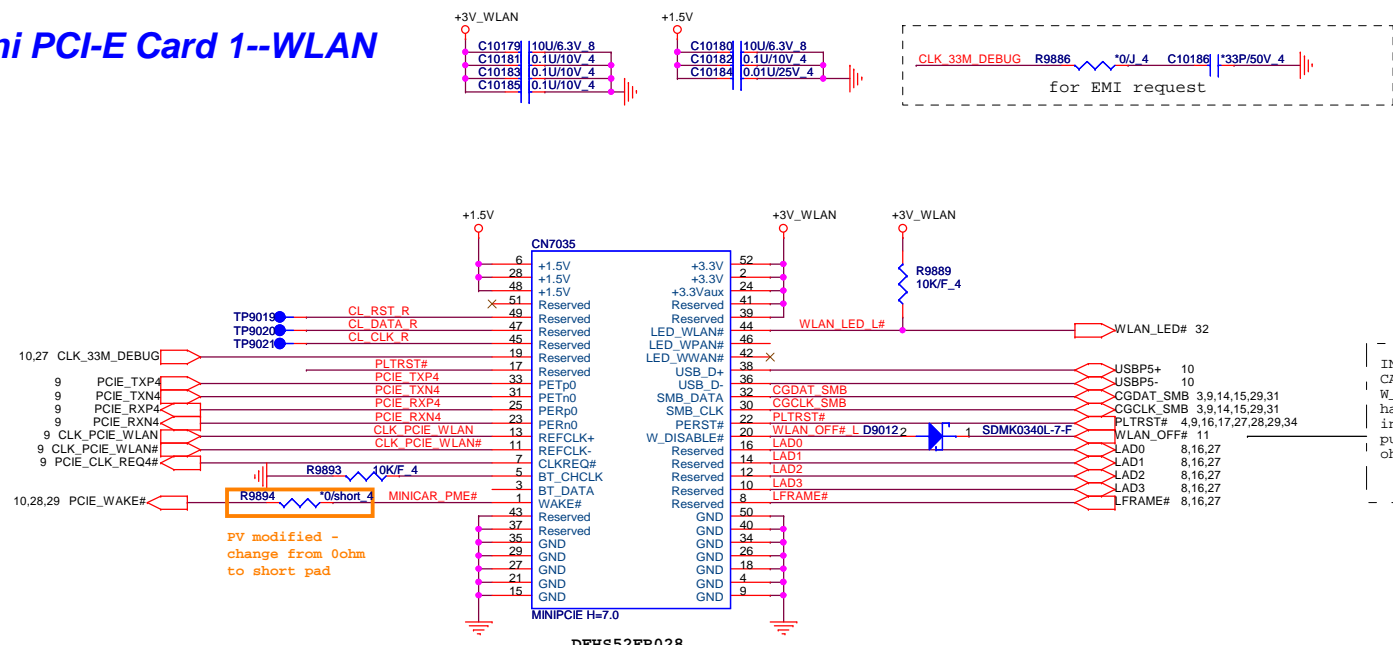 ni PCI-E Card 1--WLAN
+3V_WLAN
C10179 10U/6.3V_8
C10181 0.1U/10V_4
C10183 0.1U/10V_4
C10185 0.1U/10V_4
+1.5V
C10180 10U/6.3V_8
C10182 0.1U/10V_4
C10184 0.01U/25V_4
CLK_33M_DEBUG R9886 *0/J_4 C10186 *33P/50V_4
for EMI request
+1.5V
+3V_WLAN
+3V_WLAN
CN7035
R9889
10K/F_4
6 +1.5V +3.3V 52
28 +1.5V +3.3V 2
48 +1.5V +3.3Vaux 24
51 Reserved Reserved 41
TP9019 CL_RST_R 49 Reserved Reserved 39
TP9020 CL_DATA_R 47 Reserved LED_WLAN# 44 WLAN_LED_L# WLAN_LED# 32
TP9021 CL_CLK_R 45 Reserved LED_WPAN# 46
10,27 CLK_33M_DEBUG 19 Reserved LED_WWAN# 42
PLTRST# 17 Reserved USB_D+ 38 USBP5+ 10
9 PCIE_TXP4 PCIE_TXP4 33 PETp0 USB_D- 36 USBP5- 10
9 PCIE_TXN4 PCIE_TXN4 31 PETn0 SMB_DATA 32 CGDAT_SMB CGDAT_SMB 3,9,14,15,29,31
9 PCIE_RXP4 PCIE_RXP4 25 PERp0 SMB_CLK 30 CGCLK_SMB CGCLK_SMB 3,9,14,15,29,31
9 PCIE_RXN4 PCIE_RXN4 23 PERn0 PERST# 22 PLTRST# PLTRST# 4,9,16,17,27,28,29,34
9 CLK_PCIE_WLAN CLK_PCIE_WLAN 13 REFCLK+ W_DISABLE# 20 WLAN_OFF#_L D9012 2 1 SDMK0340L-7-F WLAN_OFF# 11
9 CLK_PCIE_WLAN# CLK_PCIE_WLAN# 11 REFCLK- Reserved 16 LAD0 LAD0 8,16,27
9 PCIE_CLK_REQ4# 7 CLKREQ# Reserved 14 LAD1 LAD1 8,16,27
R9893 10K/F_4 5 BT_CHCLK Reserved 12 LAD2 LAD2 8,16,27
3 BT_DATA Reserved 10 LAD3 LAD3 8,16,27
10,28,29 PCIE_WAKE# R9894 *0/short_4 MINICAR_PME# 1 WAKE# Reserved 8 LFRAME# LFRAME# 8,16,27
43 Reserved GND 50
37 Reserved GND 40
35 GND GND 34
29 GND GND 26
27 GND GND 18
21 GND GND 4
15 GND GND 9
PV modified -
change from 0ohm
to short pad
MINIPCIE H=7.0